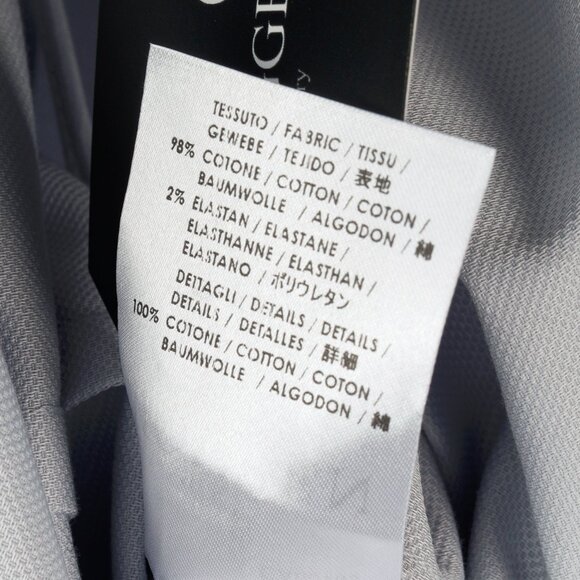 TESSUTO / FABRIC / TISSU /
GEWEBE / TEJIDO / 表地
98% COTONE / COTTON / COTON /
BAUMWOLLE / ALGODON / 綿
2% ELASTAN / ELASTANE /
ELASTHANNE / ELASTHAN /
ELASTANO / ポリウレタン
DETTAGLI / DETAILS / DETAILS /
DETAILS / DETALLES / 詳細
100% COTONE / COTTON / COTON /
BAUMWOLLE / ALGODON / 綿